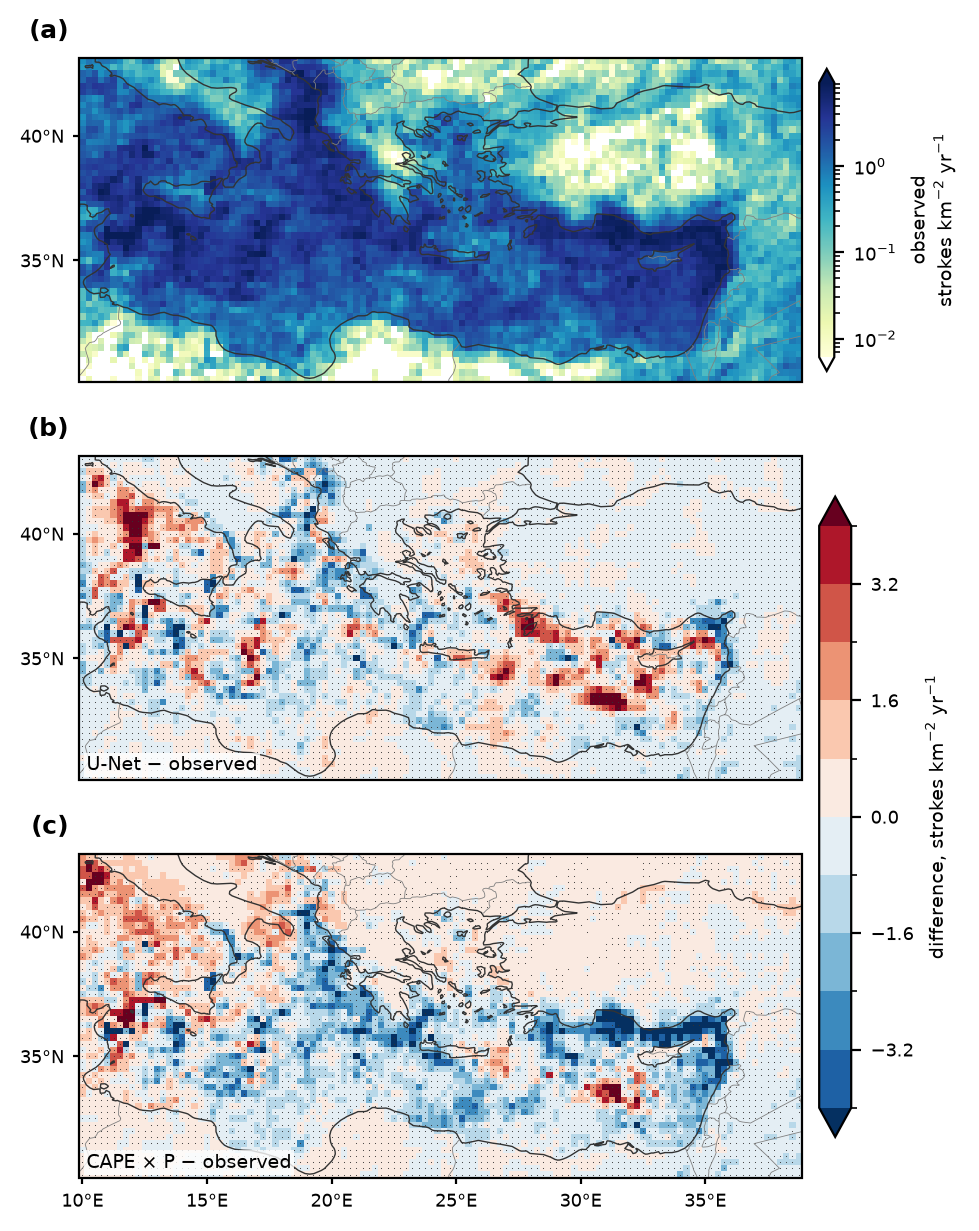 (a)
40°N
35°N
10⁰
10⁻¹
10⁻²
observed
strokes km⁻² yr⁻¹
(b)
40°N
35°N
U-Net − observed
(c)
40°N
35°N
CAPE × P − observed
10°E 15°E 20°E 25°E 30°E 35°E
3.2
1.6
0.0
−1.6
−3.2
difference, strokes km⁻² yr⁻¹